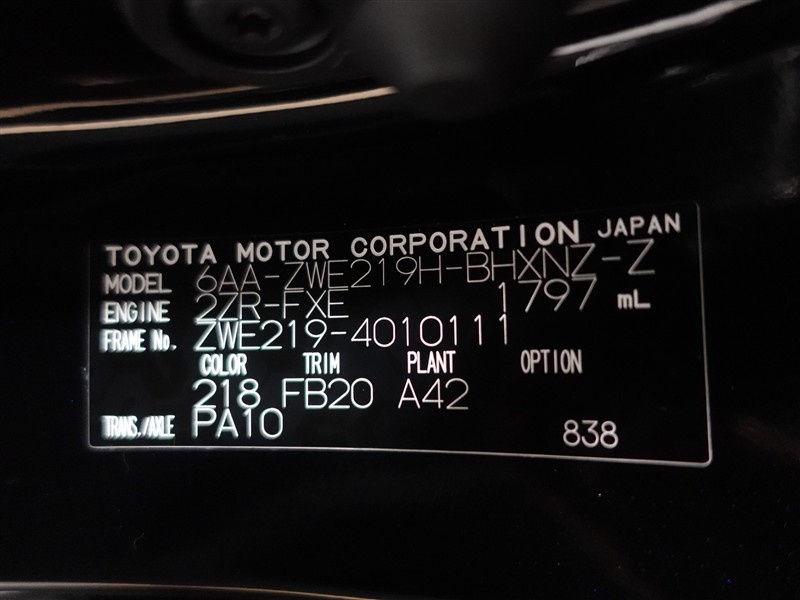 TOYOTA MOTOR CORPORATION JAPAN
MODEL 6AA-ZWE219H-BHXNZ-Z
ENGINE 2ZR-FXE 1797 mL
FRAME No. ZWE219-4010111
COLOR TRIM PLANT OPTION
218 FB20 A42
TRANS./AXLE PA10 838